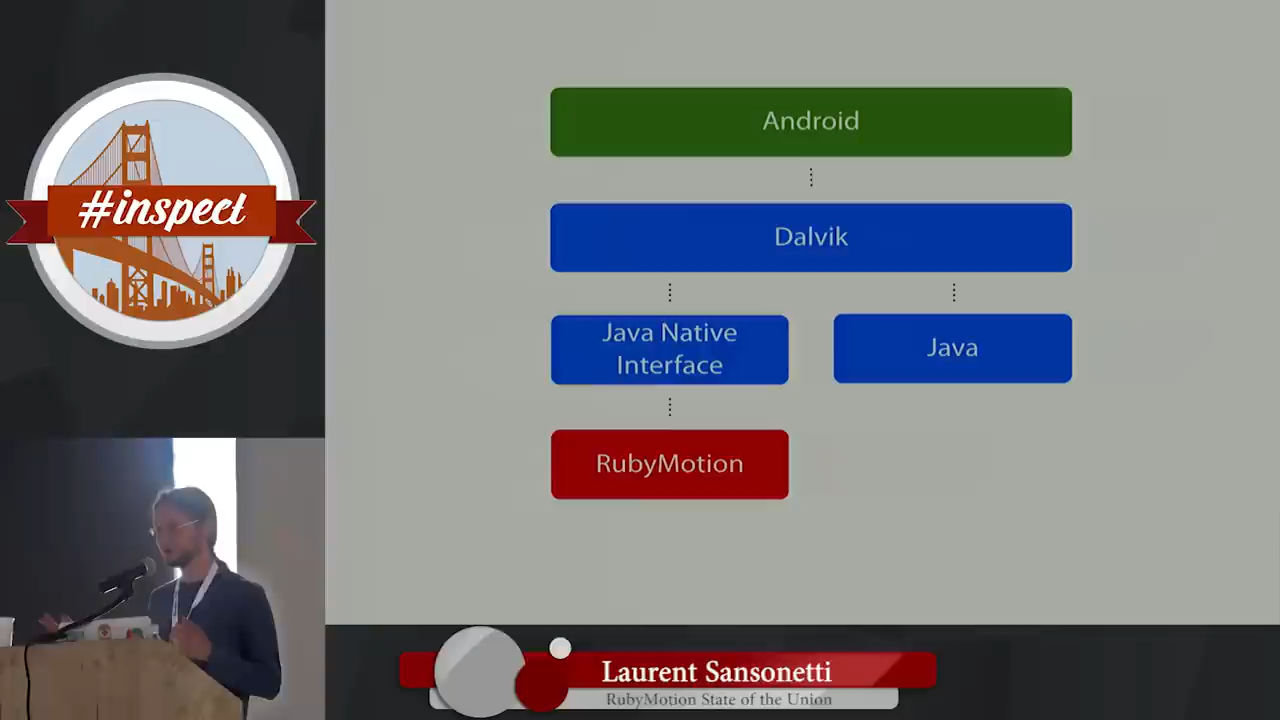 #inspect
Android
Dalvik
Java Native
Interface
Java
RubyMotion
Laurent Sansonetti
RubyMotion State of the Union